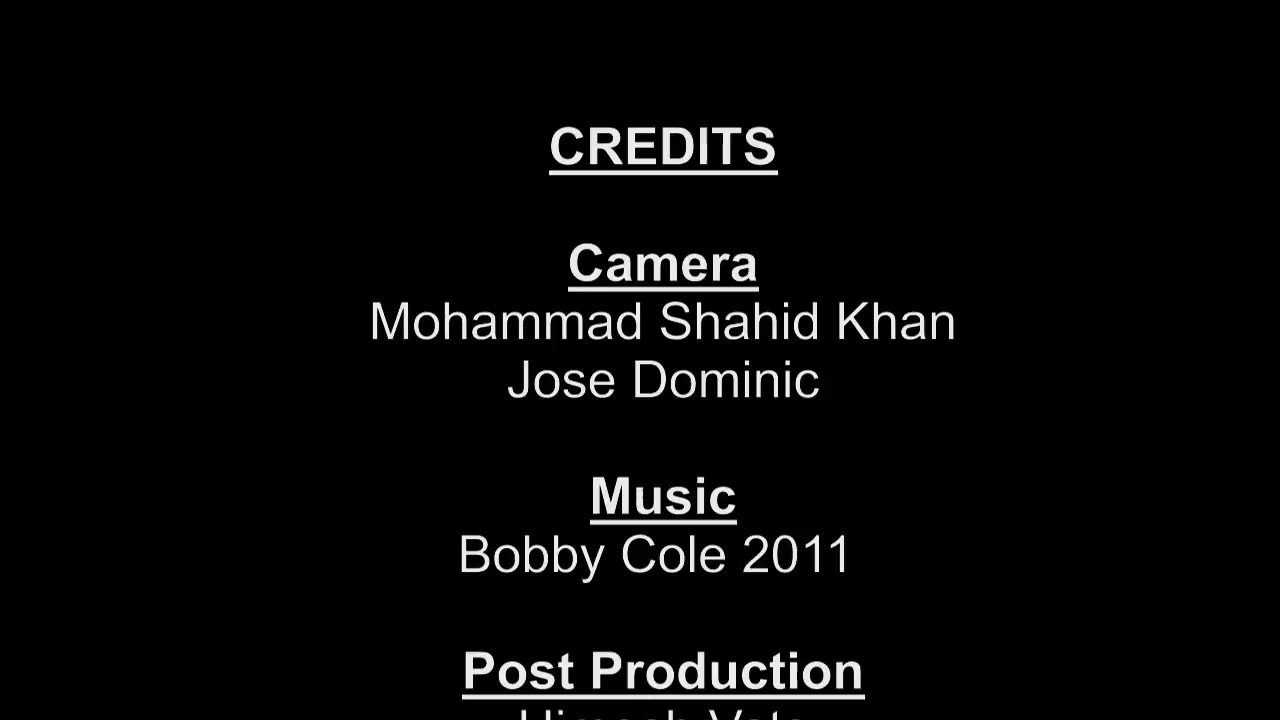 CREDITS
Camera
Mohammad Shahid Khan
Jose Dominic
Music
Bobby Cole 2011
Post Production